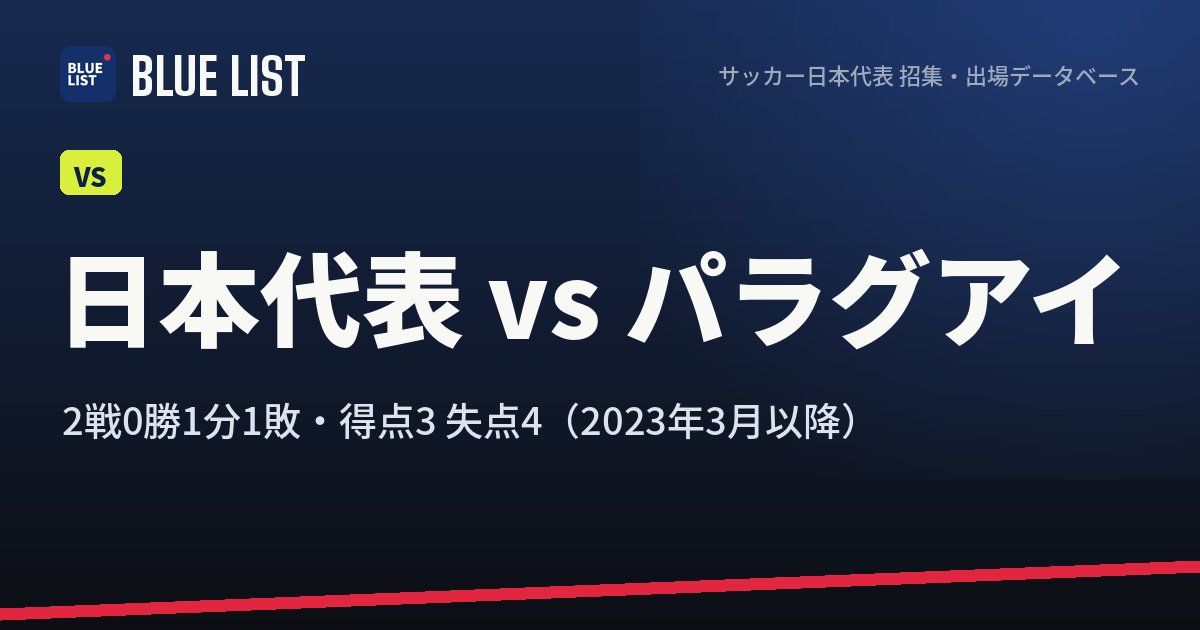 BLUE LIST
BLUE LIST
サッカー日本代表 招集・出場データベース
vs
日本代表 vs パラグアイ
2戦0勝1分1敗・得点3 失点4（2023年3月以降）